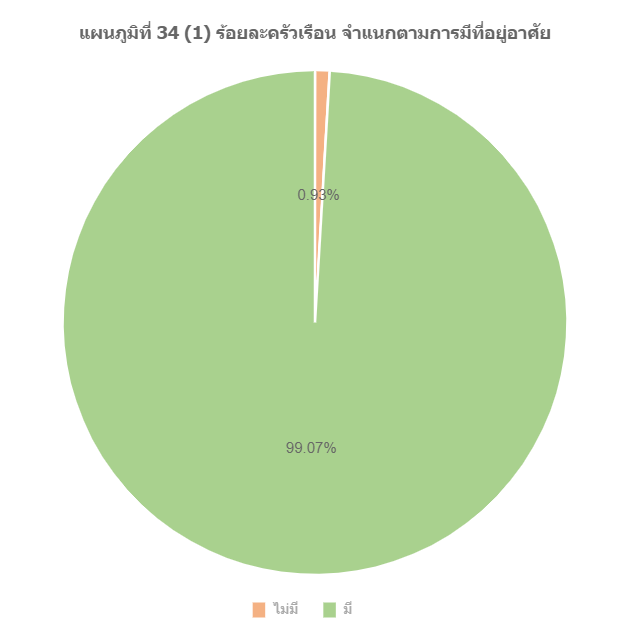 แผนภูมิที่ 34 (1) ร้อยละครัวเรือน จำแนกตามการมีที่อยู่อาศัย
0.93%
99.07%
ไม่มี มี